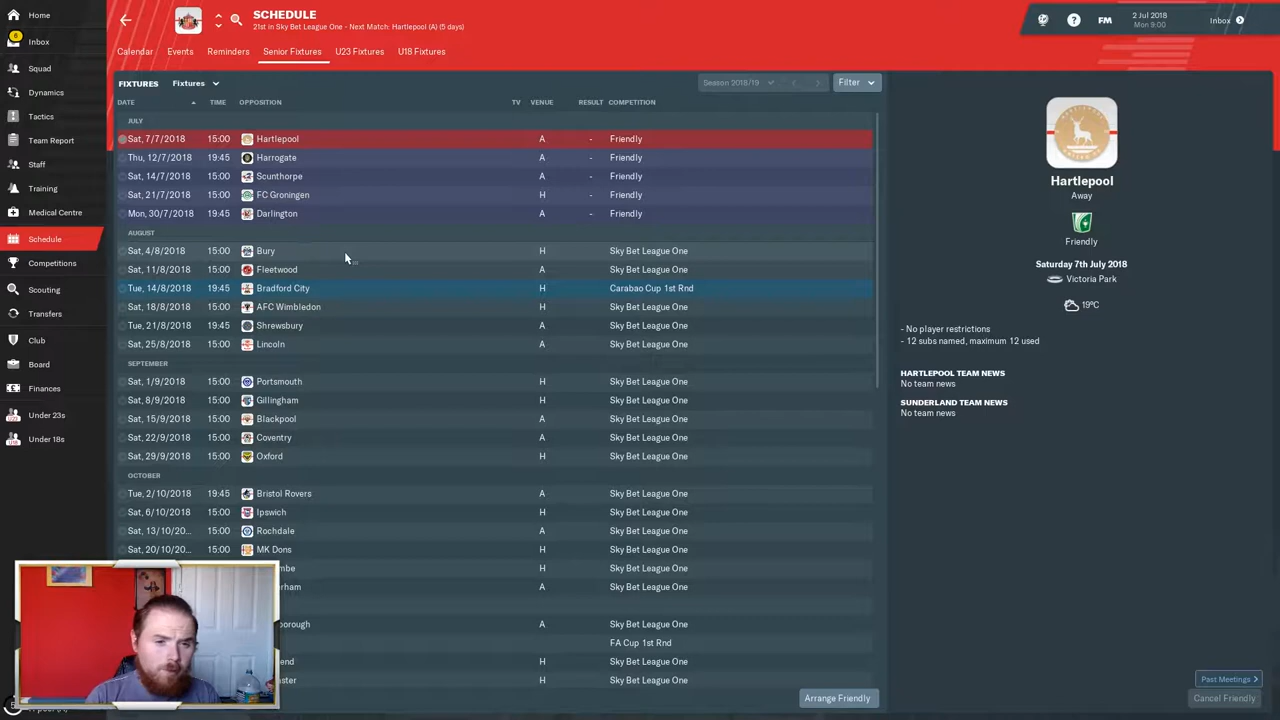 SCHEDULE
21st in Sky Bet League One - Next Match: Hartlepool (A) (5 days)
FM
2 Jul 2018
Mon 9:00
Inbox
6
Home
Inbox
Squad
Dynamics
Tactics
Team Report
Staff
Training
Medical Centre
Schedule
Competitions
Scouting
Transfers
Club
Board
Finances
Under 23s
Under 18s
Calendar
Events
Reminders
Senior Fixtures
U23 Fixtures
U18 Fixtures
FIXTURES Fixtures
Season 2018/19
Filter
DATE TIME OPPOSITION TV VENUE RESULT COMPETITION
JULY
Sat, 7/7/2018 15:00 Hartlepool A - Friendly
Thu, 12/7/2018 19:45 Harrogate A - Friendly
Sat, 14/7/2018 15:00 Scunthorpe A - Friendly
Sat, 21/7/2018 15:00 FC Groningen H - Friendly
Mon, 30/7/2018 19:45 Darlington A - Friendly
AUGUST
Sat, 4/8/2018 15:00 Bury H Sky Bet League One
Sat, 11/8/2018 15:00 Fleetwood A Sky Bet League One
Tue, 14/8/2018 19:45 Bradford City H Carabao Cup 1st Rnd
Sat, 18/8/2018 15:00 AFC Wimbledon H Sky Bet League One
Tue, 21/8/2018 19:45 Shrewsbury A Sky Bet League One
Sat, 25/8/2018 15:00 Lincoln A Sky Bet League One
SEPTEMBER
Sat, 1/9/2018 15:00 Portsmouth H Sky Bet League One
Sat, 8/9/2018 15:00 Gillingham H Sky Bet League One
Sat, 15/9/2018 15:00 Blackpool A Sky Bet League One
Sat, 22/9/2018 15:00 Coventry A Sky Bet League One
Sat, 29/9/2018 15:00 Oxford H Sky Bet League One
OCTOBER
Tue, 2/10/2018 19:45 Bristol Rovers A Sky Bet League One
Sat, 6/10/2018 15:00 Ipswich H Sky Bet League One
Sat, 13/10/20... 15:00 Rochdale A Sky Bet League One
Sat, 20/10/20... 15:00 MK Dons H Sky Bet League One
mbe H Sky Bet League One
erham A Sky Bet League One
orough A Sky Bet League One
FA Cup 1st Rnd
end H Sky Bet League One
aster H Sky Bet League One
Arrange Friendly
Hartlepool
Away
Friendly
Saturday 7th July 2018
Victoria Park
19ºC
- No player restrictions
- 12 subs named, maximum 12 used
HARTLEPOOL TEAM NEWS
No team news
SUNDERLAND TEAM NEWS
No team news
Past Meetings
Cancel Friendly